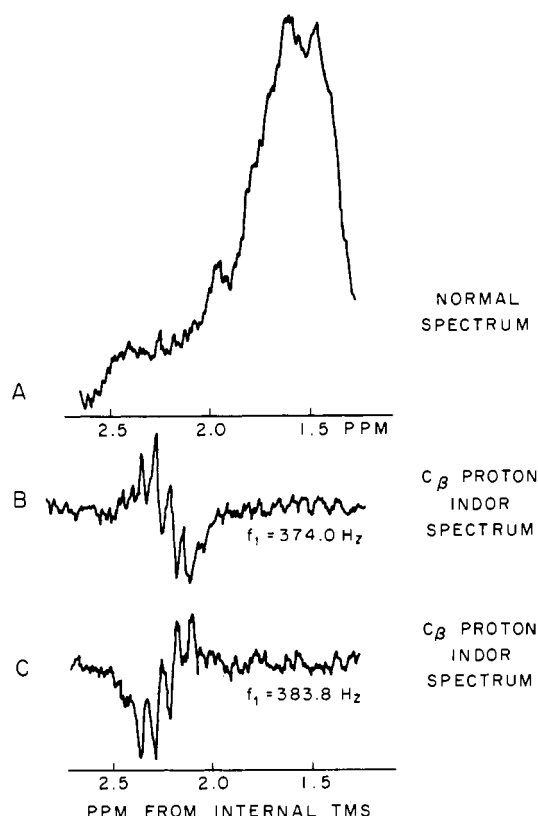 NORMAL
SPECTRUM
A
2.5 2.0 1.5 PPM
B
f₁ = 374.0 Hz
Cβ PROTON
INDOR
SPECTRUM
C
f₁ = 383.8 Hz
Cβ PROTON
INDOR
SPECTRUM
2.5 2.0 1.5
PPM FROM INTERNAL TMS